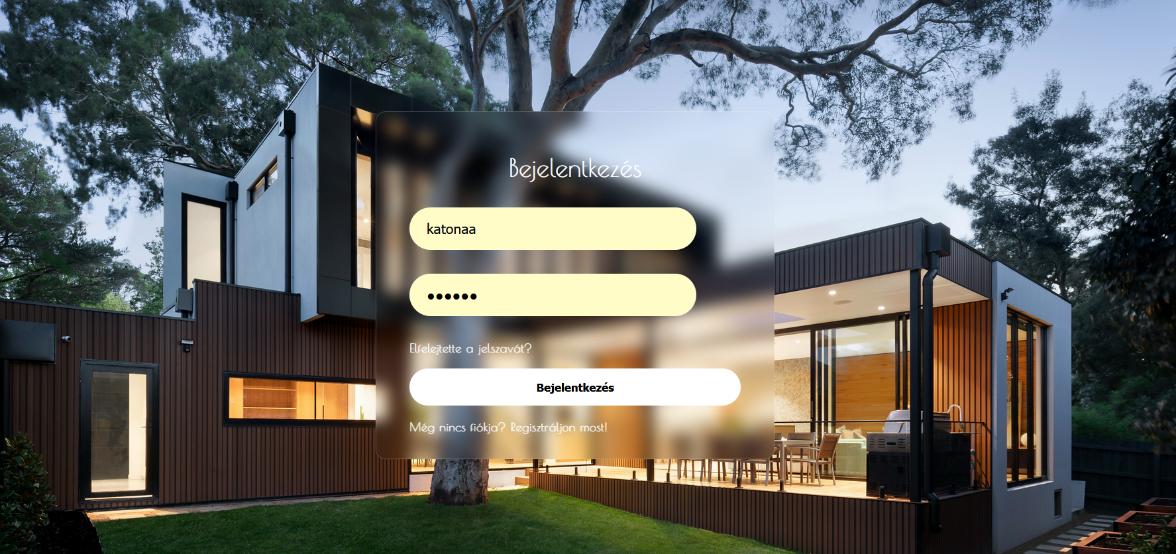 Bejelentkezés
katonaa
••••••
Elfelejtette a jelszavát?
Bejelentkezés
Még nincs fiókja? Regisztráljon most!